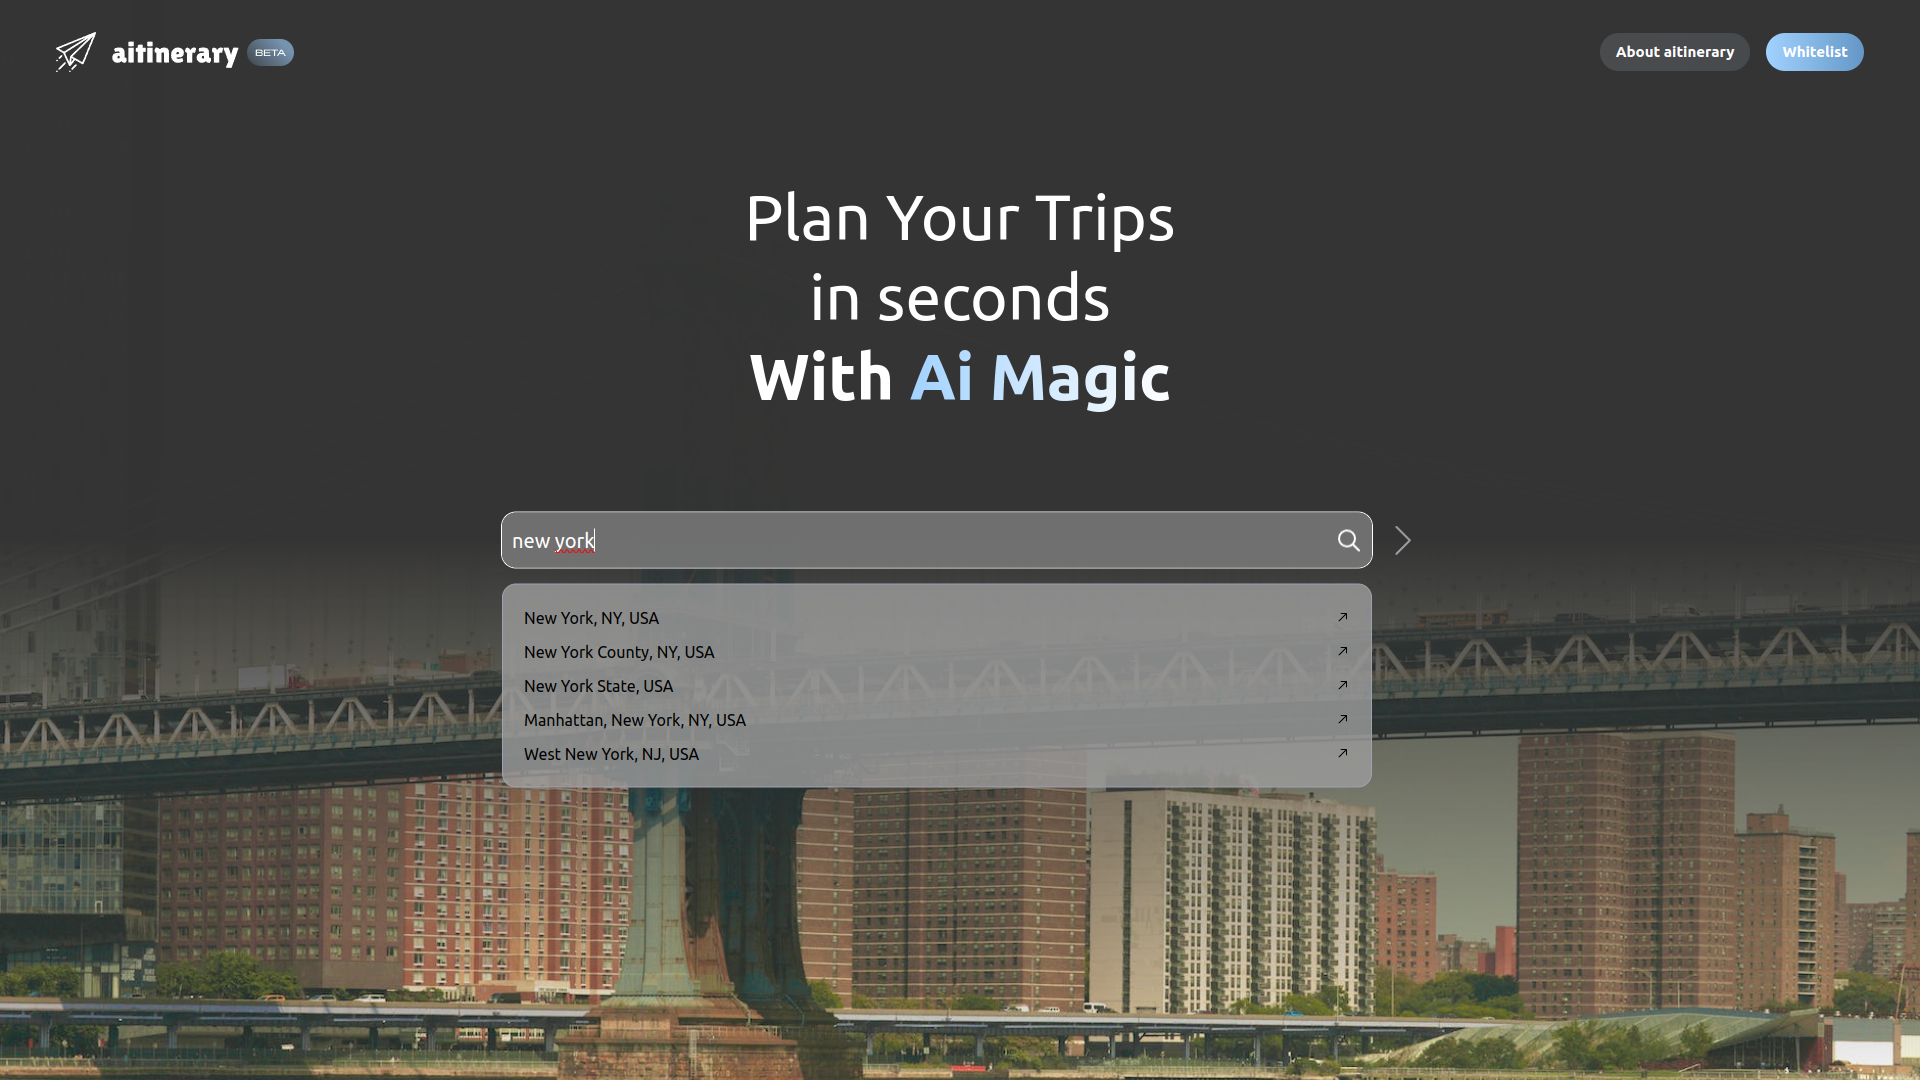 aitinerary BETA
About aitinerary
Whitelist
Plan Your Trips
in seconds
With Ai Magic
new york
New York, NY, USA
New York County, NY, USA
New York State, USA
Manhattan, New York, NY, USA
West New York, NJ, USA